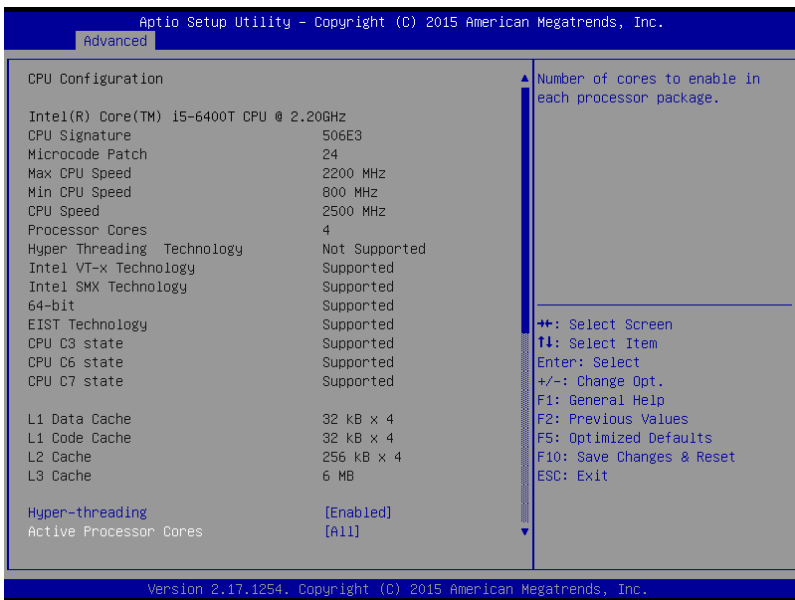 Aptio Setup Utility – Copyright (C) 2015 American Megatrends, Inc.
Advanced
CPU Configuration
Intel(R) Core(TM) i5-6400T CPU @ 2.20GHz
CPU Signature 506E3
Microcode Patch 24
Max CPU Speed 2200 MHz
Min CPU Speed 800 MHz
CPU Speed 2500 MHz
Processor Cores 4
Hyper Threading Technology Not Supported
Intel VT-x Technology Supported
Intel SMX Technology Supported
64-bit Supported
EIST Technology Supported
CPU C3 state Supported
CPU C6 state Supported
CPU C7 state Supported
L1 Data Cache 32 kB x 4
L1 Code Cache 32 kB x 4
L2 Cache 256 kB x 4
L3 Cache 6 MB
Hyper-threading [Enabled]
Active Processor Cores [All]
Number of cores to enable in
each processor package.
→←: Select Screen
↑↓: Select Item
Enter: Select
+/-: Change Opt.
F1: General Help
F2: Previous Values
F5: Optimized Defaults
F10: Save Changes & Reset
ESC: Exit
Version 2.17.1254. Copyright (C) 2015 American Megatrends, Inc.